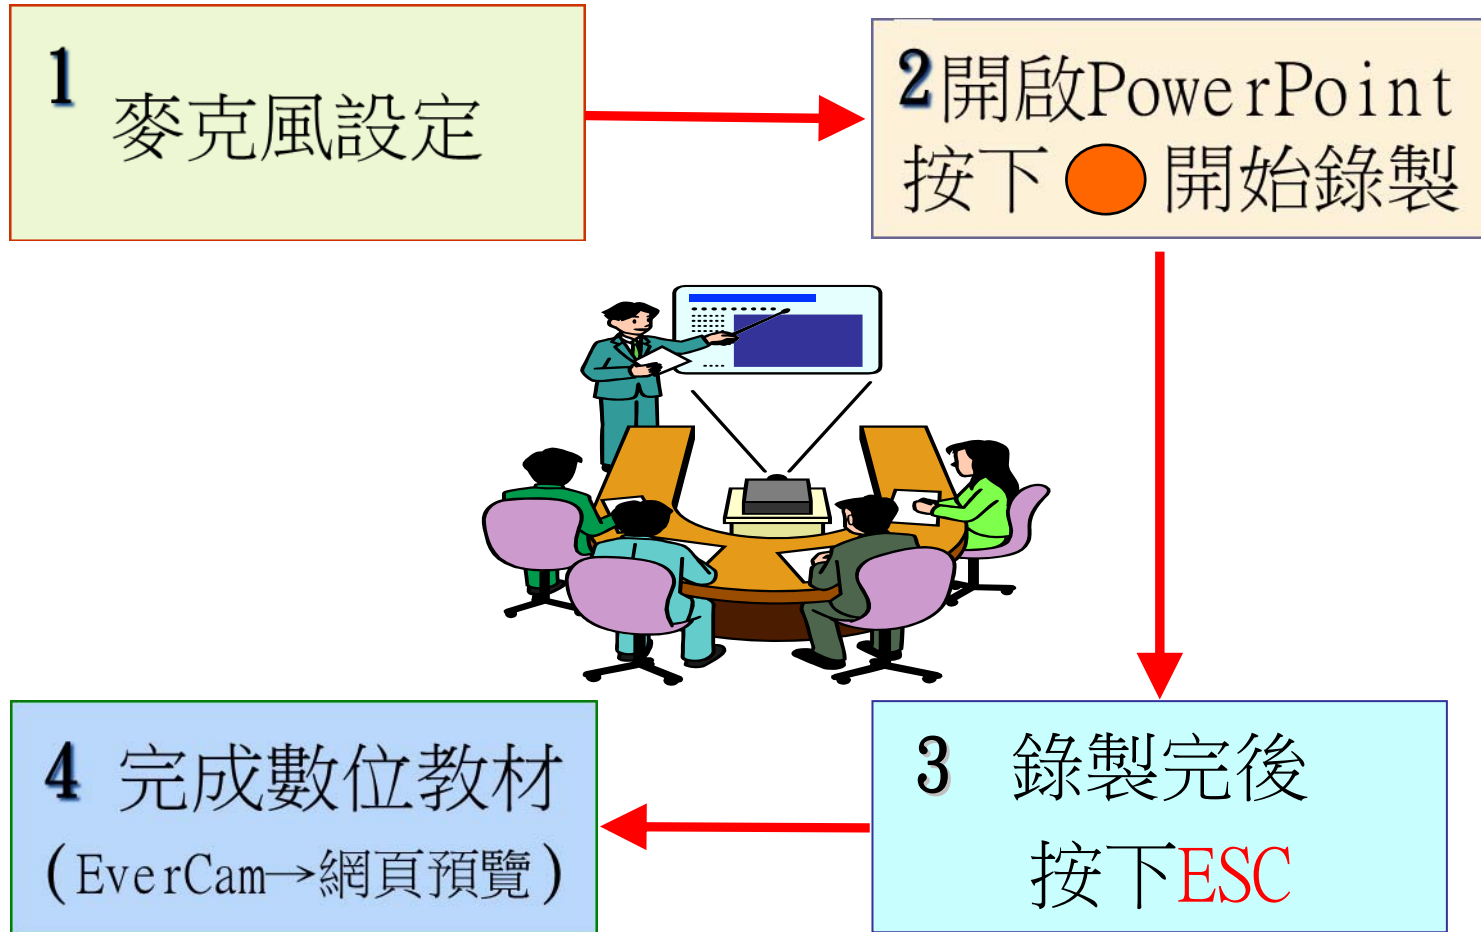 1
麥克風設定
2開啟PowerPoint
按下 開始錄製
3 錄製完後
按下ESC
4 完成數位教材
(EverCam→網頁預覽)